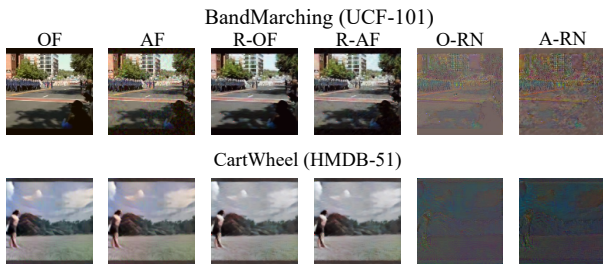 BandMarching (UCF-101)
OF AF R-OF R-AF O-RN A-RN
CartWheel (HMDB-51)